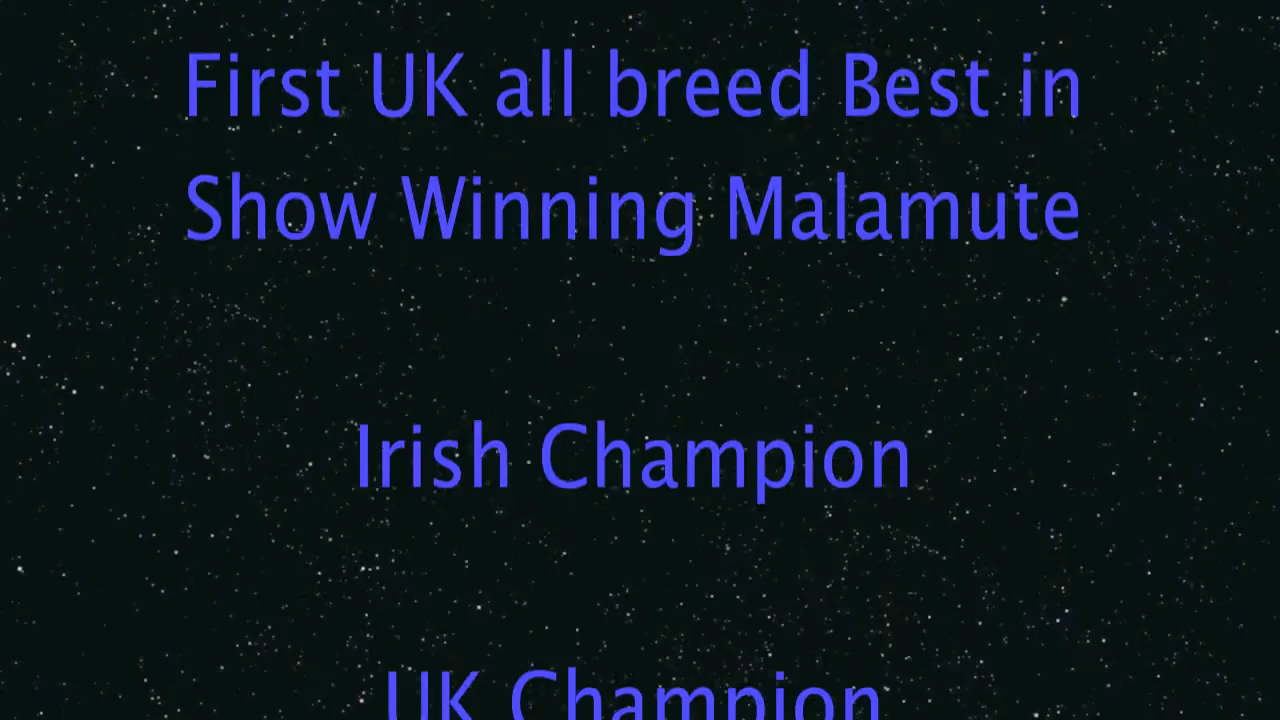 First UK all breed Best in
Show Winning Malamute
Irish Champion
UK Champion